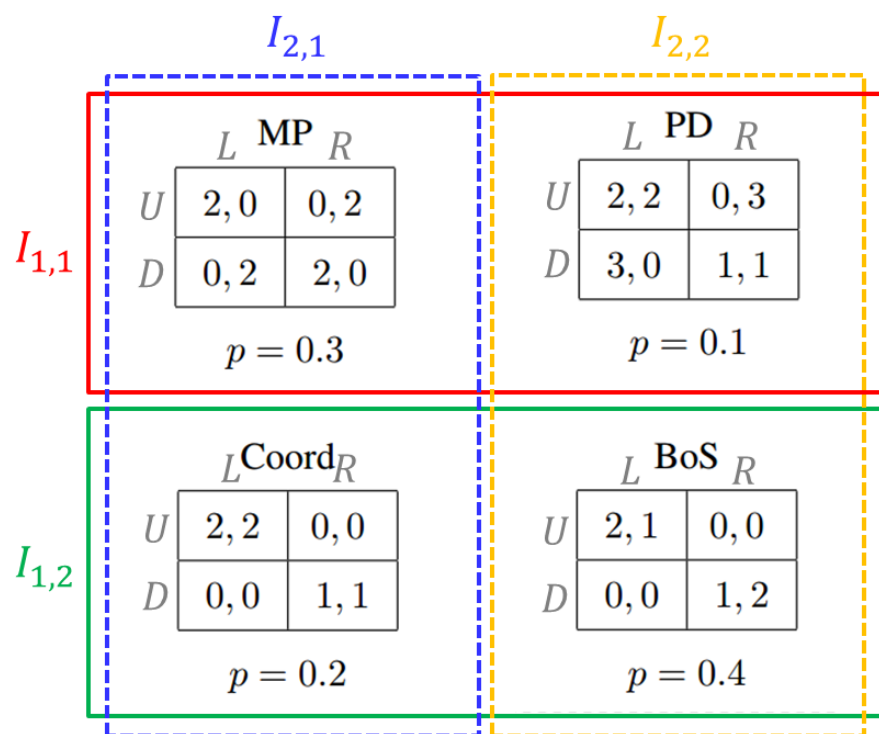 I2,1 I2,2
MP PD
L R L R
U 2, 0 0, 2 U 2, 2 0, 3
I1,1
D 0, 2 2, 0 D 3, 0 1, 1
p = 0.3 p = 0.1
Coord BoS
L R L R
U 2, 2 0, 0 U 2, 1 0, 0
I1,2
D 0, 0 1, 1 D 0, 0 1, 2
p = 0.2 p = 0.4